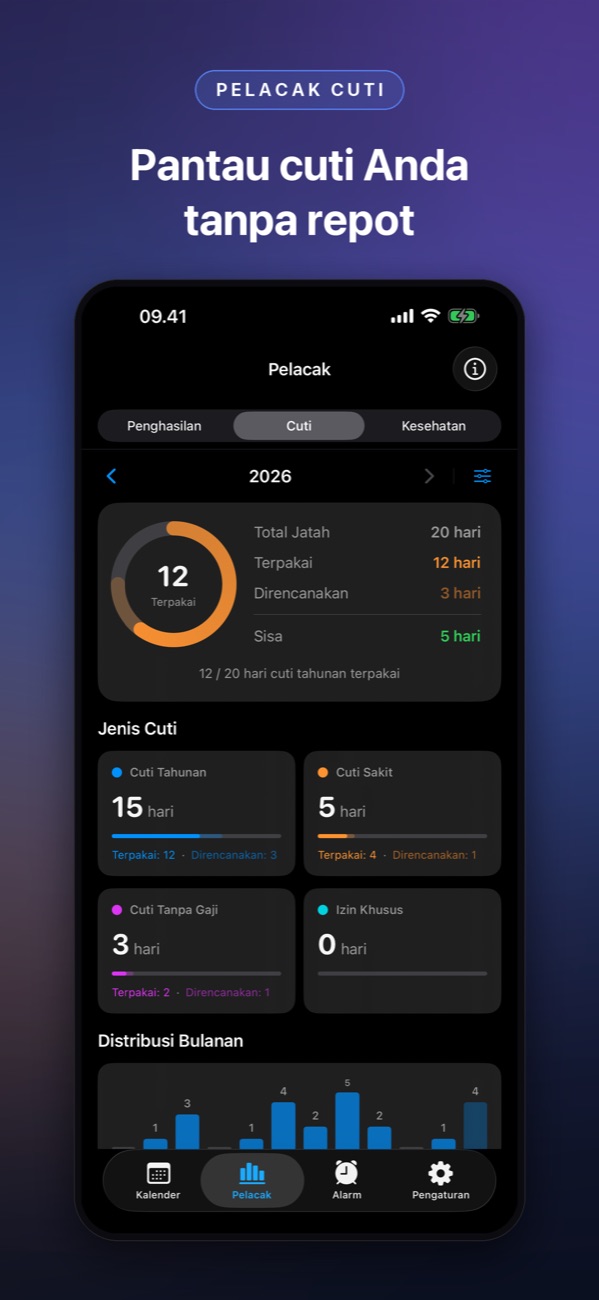 PELACAK CUTI
Pantau cuti Anda
tanpa repot
09.41
Pelacak
Penghasilan
Cuti
Kesehatan
2026
12
Terpakai
Total Jatah
20 hari
Terpakai
12 hari
Direncanakan
3 hari
Sisa
5 hari
12 / 20 hari cuti tahunan terpakai
Jenis Cuti
Cuti Tahunan
15 hari
Terpakai: 12 · Direncanakan: 3
Cuti Sakit
5 hari
Terpakai: 4 · Direncanakan: 1
Cuti Tanpa Gaji
3 hari
Terpakai: 2 · Direncanakan: 1
Izin Khusus
0 hari
Distribusi Bulanan
1
3
1
4
2
5
2
1
4
Kalender
Pelacak
Alarm
Pengaturan